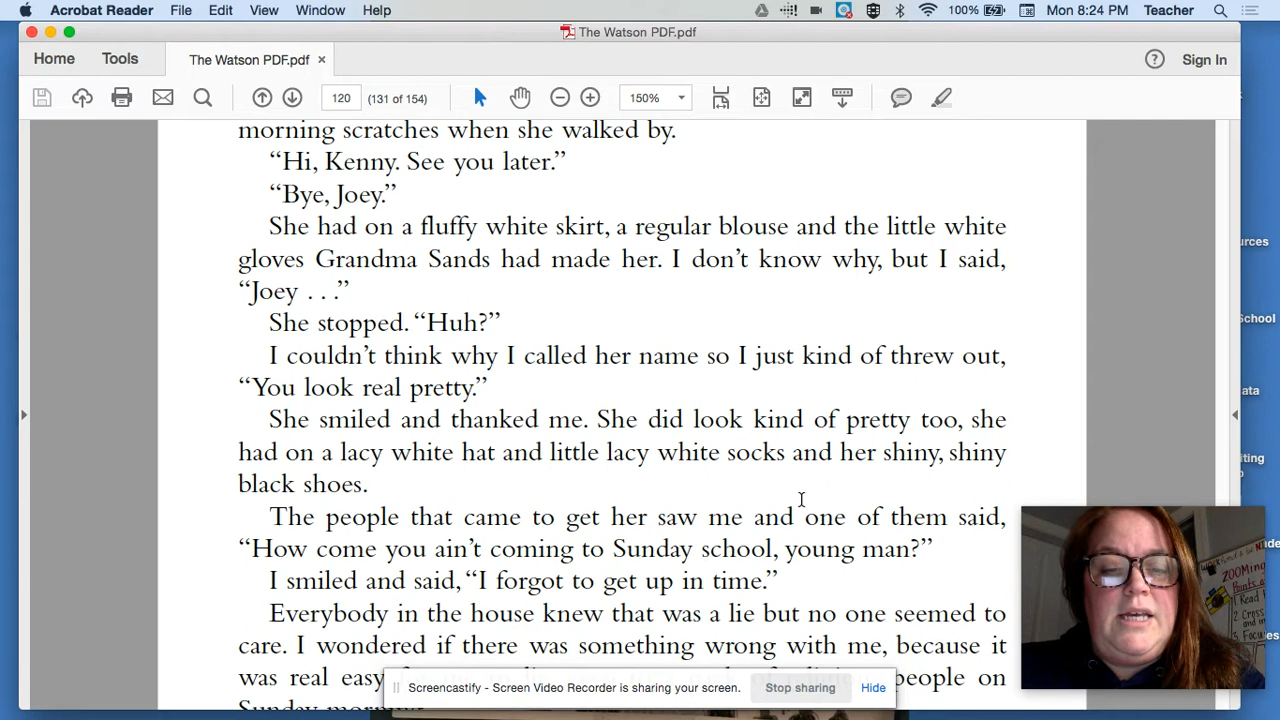 Acrobat Reader File Edit View Window Help 100% Mon 8:24 PM Teacher
The Watson PDF.pdf
Home Tools The Watson PDF.pdf × ? Sign In
120 (131 of 154) 150%
morning scratches when she walked by.
“Hi, Kenny. See you later.”
“Bye, Joey.”
She had on a fluffy white skirt, a regular blouse and the little white
gloves Grandma Sands had made her. I don’t know why, but I said,
“Joey . . .”
She stopped. “Huh?”
I couldn’t think why I called her name so I just kind of threw out,
“You look real pretty.”
She smiled and thanked me. She did look kind of pretty too, she
had on a lacy white hat and little lacy white socks and her shiny, shiny
black shoes.
The people that came to get her saw me and one of them said,
“How come you ain’t coming to Sunday school, young man?”
I smiled and said, “I forgot to get up in time.”
Everybody in the house knew that was a lie but no one seemed to
care. I wondered if there was something wrong with me, because it
was real easy people on
Sunday
Screencastify - Screen Video Recorder is sharing your screen. Stop sharing Hide
urces
School
ata
iting
ZOOMing